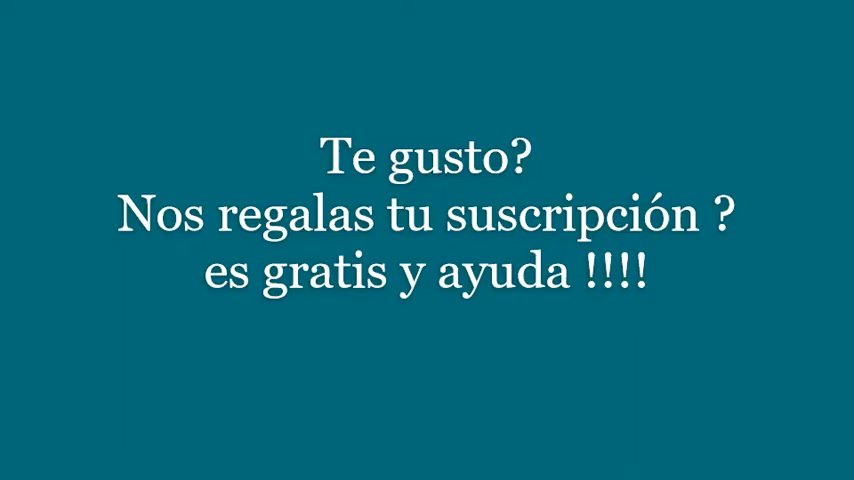 Te gusto?
Nos regalas tu suscripción ?
es gratis y ayuda !!!!